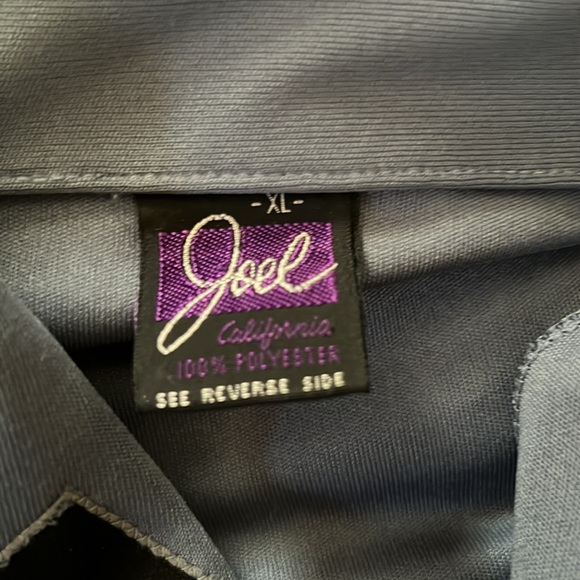 - XL -
Joel
California
100% POLYESTER
SEE REVERSE SIDE